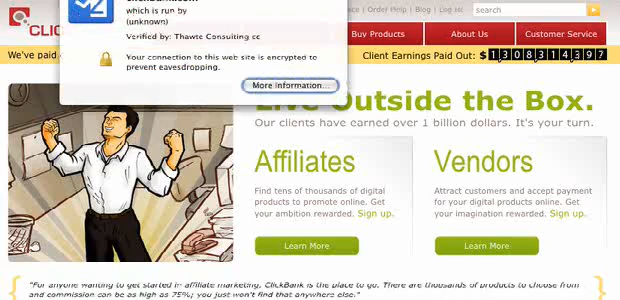 which is run by
(unknown)
Verified by: Thawte Consulting cc
Your connection to this web site is encrypted to
prevent eavesdropping.
More Information...
Order Help | Blog | Log In
search
CLIC
Buy Products
About Us
Customer Service
We've paid
Client Earnings Paid Out: $ 1308314397
Live Outside the Box.
Our clients have earned over 1 billion dollars. It's your turn.
Affiliates
Find tens of thousands of digital
products to promote online. Get
your ambition rewarded. Sign up.
Learn More
Vendors
Attract customers and accept payment
for your digital products online. Get
your imagination rewarded. Sign up.
Learn More
"For anyone wanting to get started in affiliate marketing, ClickBank is the place to go. There are thousands of products to choose from
and commission can be as high as 75%; you just won't find that anywhere else."